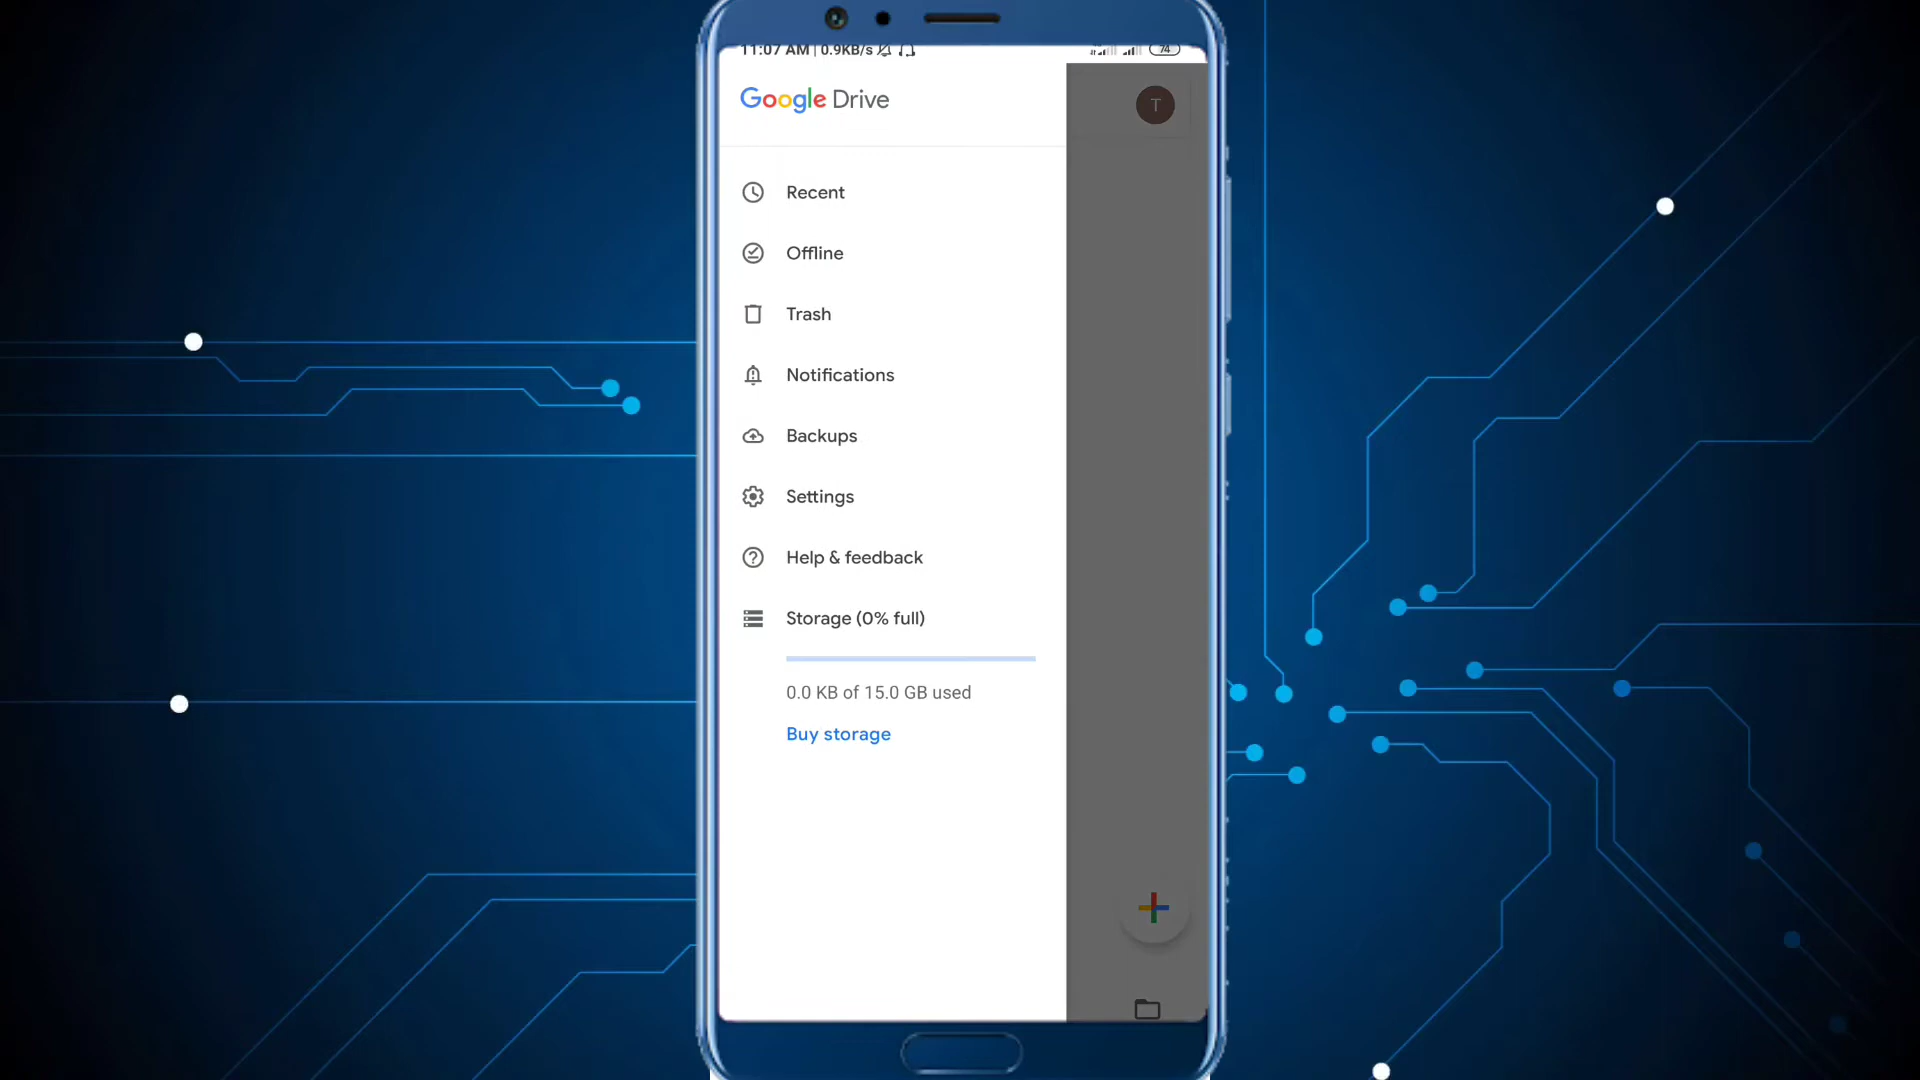 11:07 AM | 0.9KB/s
74
Google Drive
T
Recent
Offline
Trash
Notifications
Backups
Settings
Help & feedback
Storage (0% full)
0.0 KB of 15.0 GB used
Buy storage